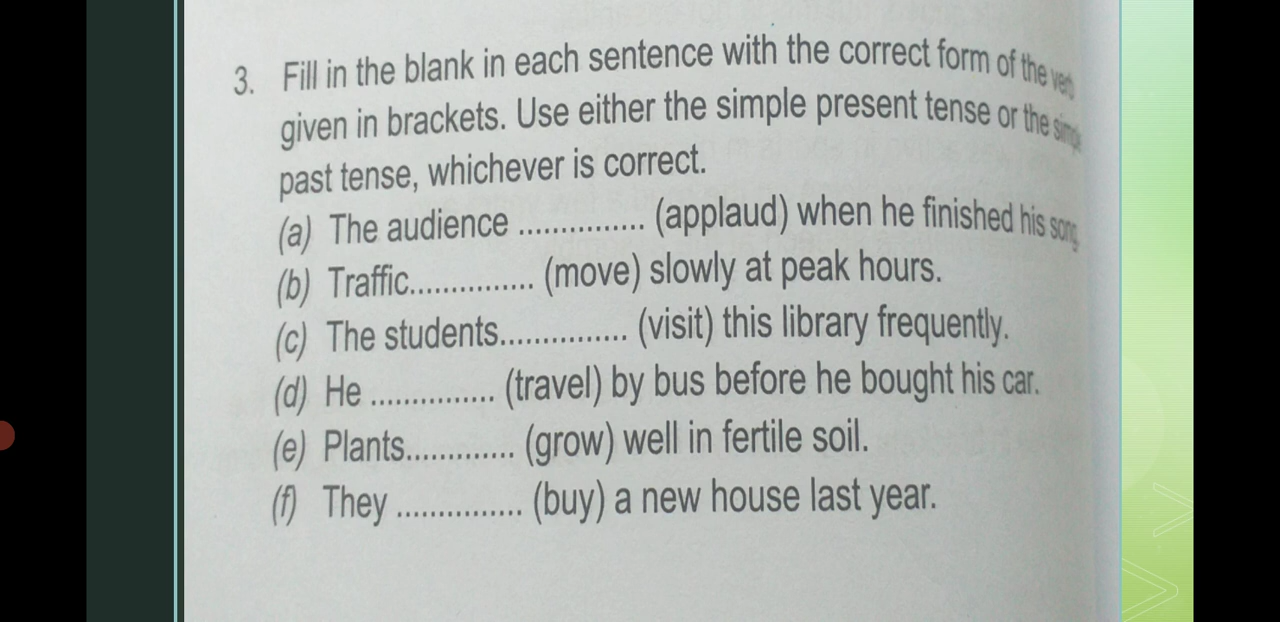 3. Fill in the blank in each sentence with the correct form of the verb
given in brackets. Use either the simple present tense or the simple
past tense, whichever is correct.
(a) The audience ............... (applaud) when he finished his song
(b) Traffic............... (move) slowly at peak hours.
(c) The students............... (visit) this library frequently.
(d) He ............... (travel) by bus before he bought his car.
(e) Plants............. (grow) well in fertile soil.
(f) They ............... (buy) a new house last year.